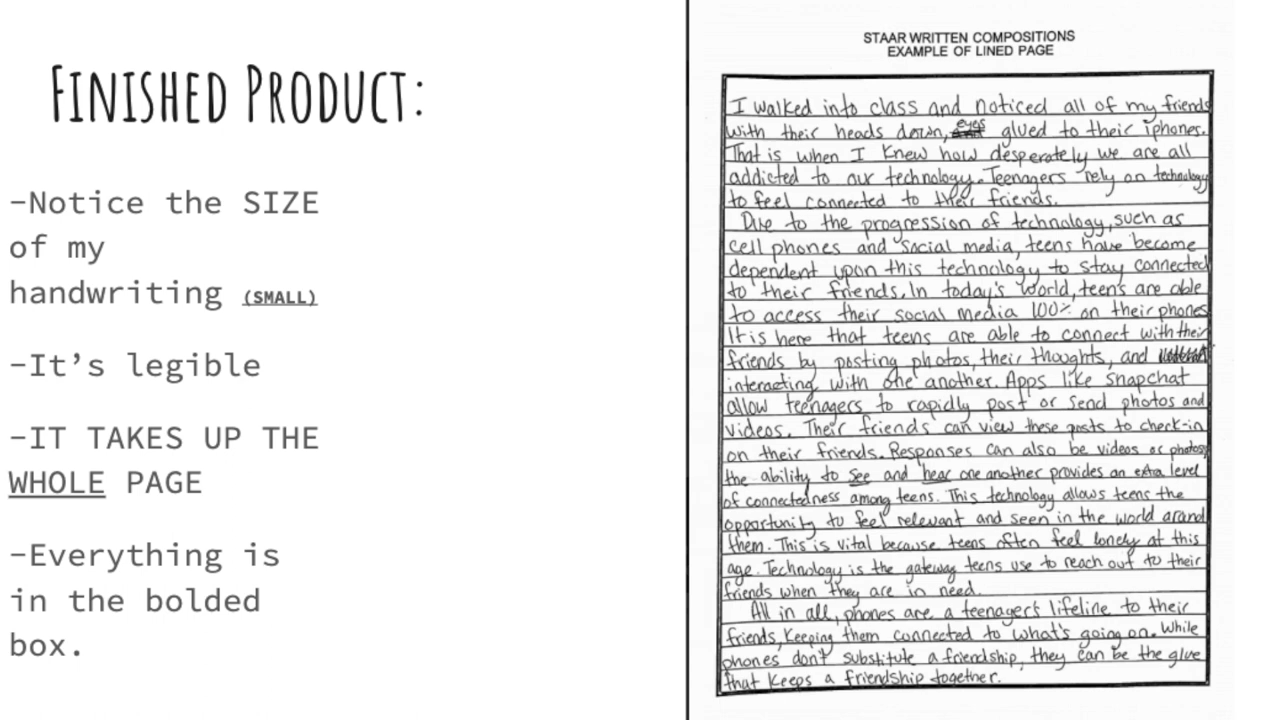 FINISHED PRODUCT:
-Notice the SIZE
of my
handwriting (SMALL)
-It's legible
-IT TAKES UP THE
WHOLE PAGE
-Everything is
in the bolded
box.
STAAR WRITTEN COMPOSITIONS
EXAMPLE OF LINED PAGE
I walked into class and noticed all of my friends
with their heads down, eyes glued to their iphones.
That is when I knew how desperately we are all
addicted to our technology. Teenagers rely on technology
to feel connected to their friends.
Due to the progression of technology, such as
cell phones and social media, teens have become
dependent upon this technology to stay connected
to their friends. In today's world, teens are able
to access their social media 100% on their phones
It is here that teens are able to connect with their
friends by posting photos, their thoughts, and
interacting with one another. Apps like snapchat
allow teenagers to rapidly post or send photos and
videos. Their friends can view these posts to check-in
on their friends. Responses can also be videos or photos,
the ability to see and hear one another provides an extra level
of connectedness among teens. This technology allows teens the
opportunity to feel relevant and seen in the world around
them. This is vital because teens often feel lonely at this
age. Technology is the gateway teens use to reach out to their
friends when they are in need.
All in all, phones are a teenager's lifeline to their
friends, keeping them connected to what's going on. While
phones don't substitute a friendship, they can be the glue
that keeps a friendship together.